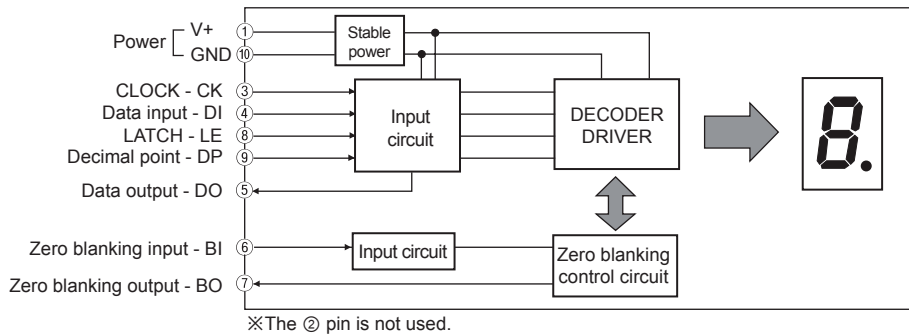 Power
V+ ①
GND ⑩
Stable
power
CLOCK - CK ③
Data input - DI ④
LATCH - LE ⑧
Decimal point - DP ⑨
Data output - DO ⑤
Input
circuit
DECODER
DRIVER
8.
Zero blanking input - BI ⑥
Input circuit
Zero blanking
control circuit
Zero blanking output - BO ⑦
※The ② pin is not used.